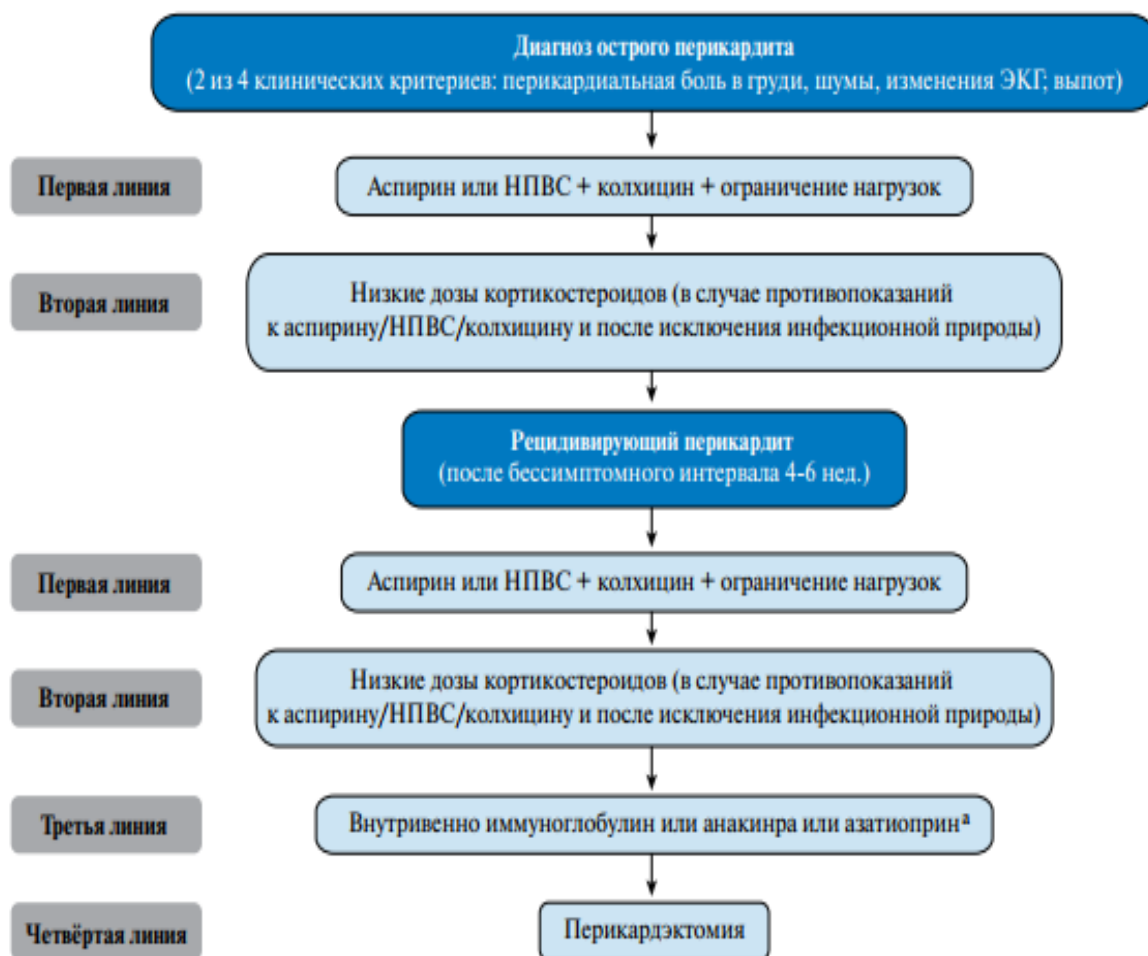 Диагноз острого перикардита
(2 из 4 клинических критериев: перикардиальная боль в груди, шумы, изменения ЭКГ; выпот)
Первая линия
Аспирин или НПВС + колхицин + ограничение нагрузок
Вторая линия
Низкие дозы кортикостероидов (в случае противопоказаний
к аспирину/НПВС/колхицину и после исключения инфекционной природы)
Рецидивирующий перикардит
(после бессимптомного интервала 4-6 нед.)
Первая линия
Аспирин или НПВС + колхицин + ограничение нагрузок
Вторая линия
Низкие дозы кортикостероидов (в случае противопоказаний
к аспирину/НПВС/колхицину и после исключения инфекционной природы)
Третья линия
Внутривенно иммуноглобулин или анакинра или азатиопринᵃ
Четвёртая линия
Перикардэктомия